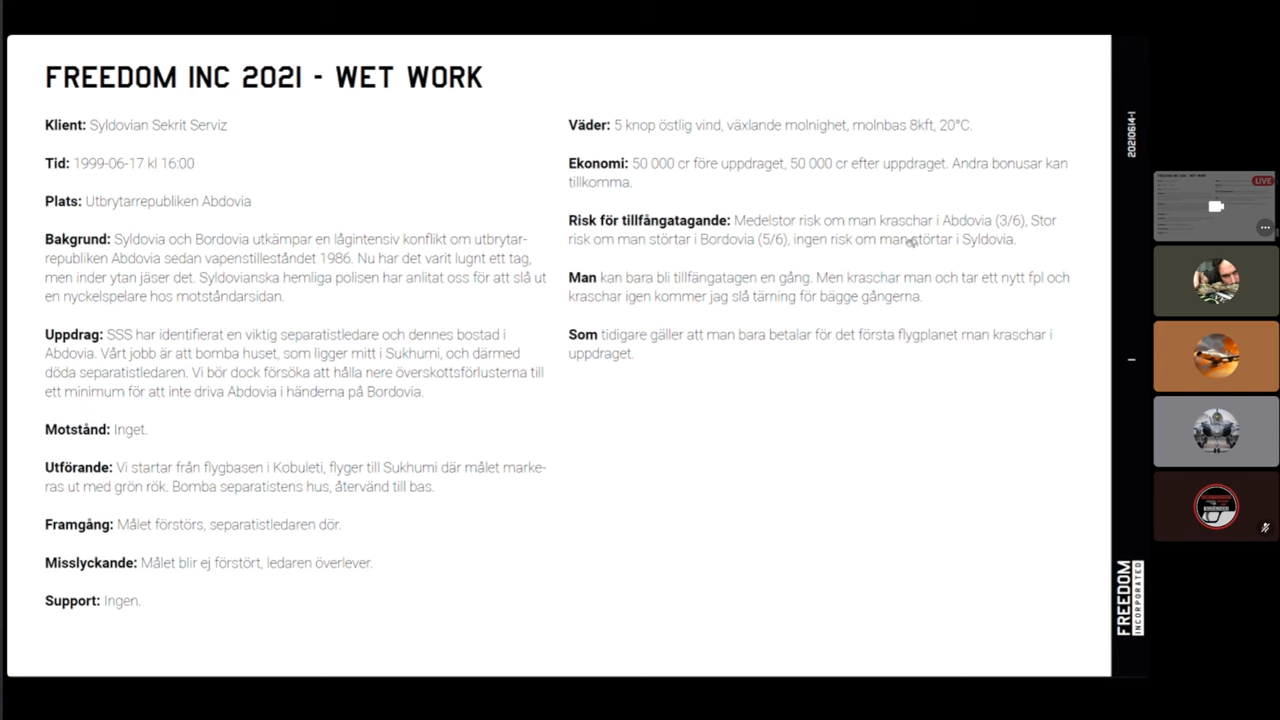 FREEDOM INC 2021 - WET WORK
Klient: Syldovian Sekrit Serviz
Tid: 1999-06-17 kl 16:00
Plats: Utbrytarrepubliken Abdovia
Bakgrund: Syldovia och Bordovia utkämpar en lågintensiv konflikt om utbrytar-
republiken Abdovia sedan vapenstilleståndet 1986. Nu har det varit lugnt ett tag,
men inder ytan jäser det. Syldovianska hemliga polisen har anlitat oss för att slå ut
en nyckelspelare hos motståndarsidan.
Uppdrag: SSS har identifierat en viktig separatistledare och dennes bostad i
Abdovia. Vårt jobb är att bomba huset, som ligger mitt i Sukhumi, och därmed
döda separatistledaren. Vi bör dock försöka att hålla nere överskottsförlusterna till
ett minimum för att inte driva Abdovia i händerna på Bordovia.
Motstånd: Inget.
Utförande: Vi startar från flygbasen i Kobuleti, flyger till Sukhumi där målet marke-
ras ut med grön rök. Bomba separatistens hus, återvänd till bas.
Framgång: Målet förstörs, separatistledaren dör.
Misslyckande: Målet blir ej förstört, ledaren överlever.
Support: Ingen.
Väder: 5 knop östlig vind, växlande molnighet, molnbas 8kft, 20°C.
Ekonomi: 50 000 cr före uppdraget, 50 000 cr efter uppdraget. Andra bonusar kan
tillkomma.
Risk för tillfångatagande: Medelstor risk om man kraschar i Abdovia (3/6), Stor
risk om man störtar i Bordovia (5/6), ingen risk om man störtar i Syldovia.
Man kan bara bli tillfångatagen en gång. Men kraschar man och tar ett nytt fpl och
kraschar igen kommer jag slå tärning för bägge gångerna.
Som tidigare gäller att man bara betalar för det första flygplanet man kraschar i
uppdraget.
20210614-1
I
FREEDOM
INCORPORATED
LIVE